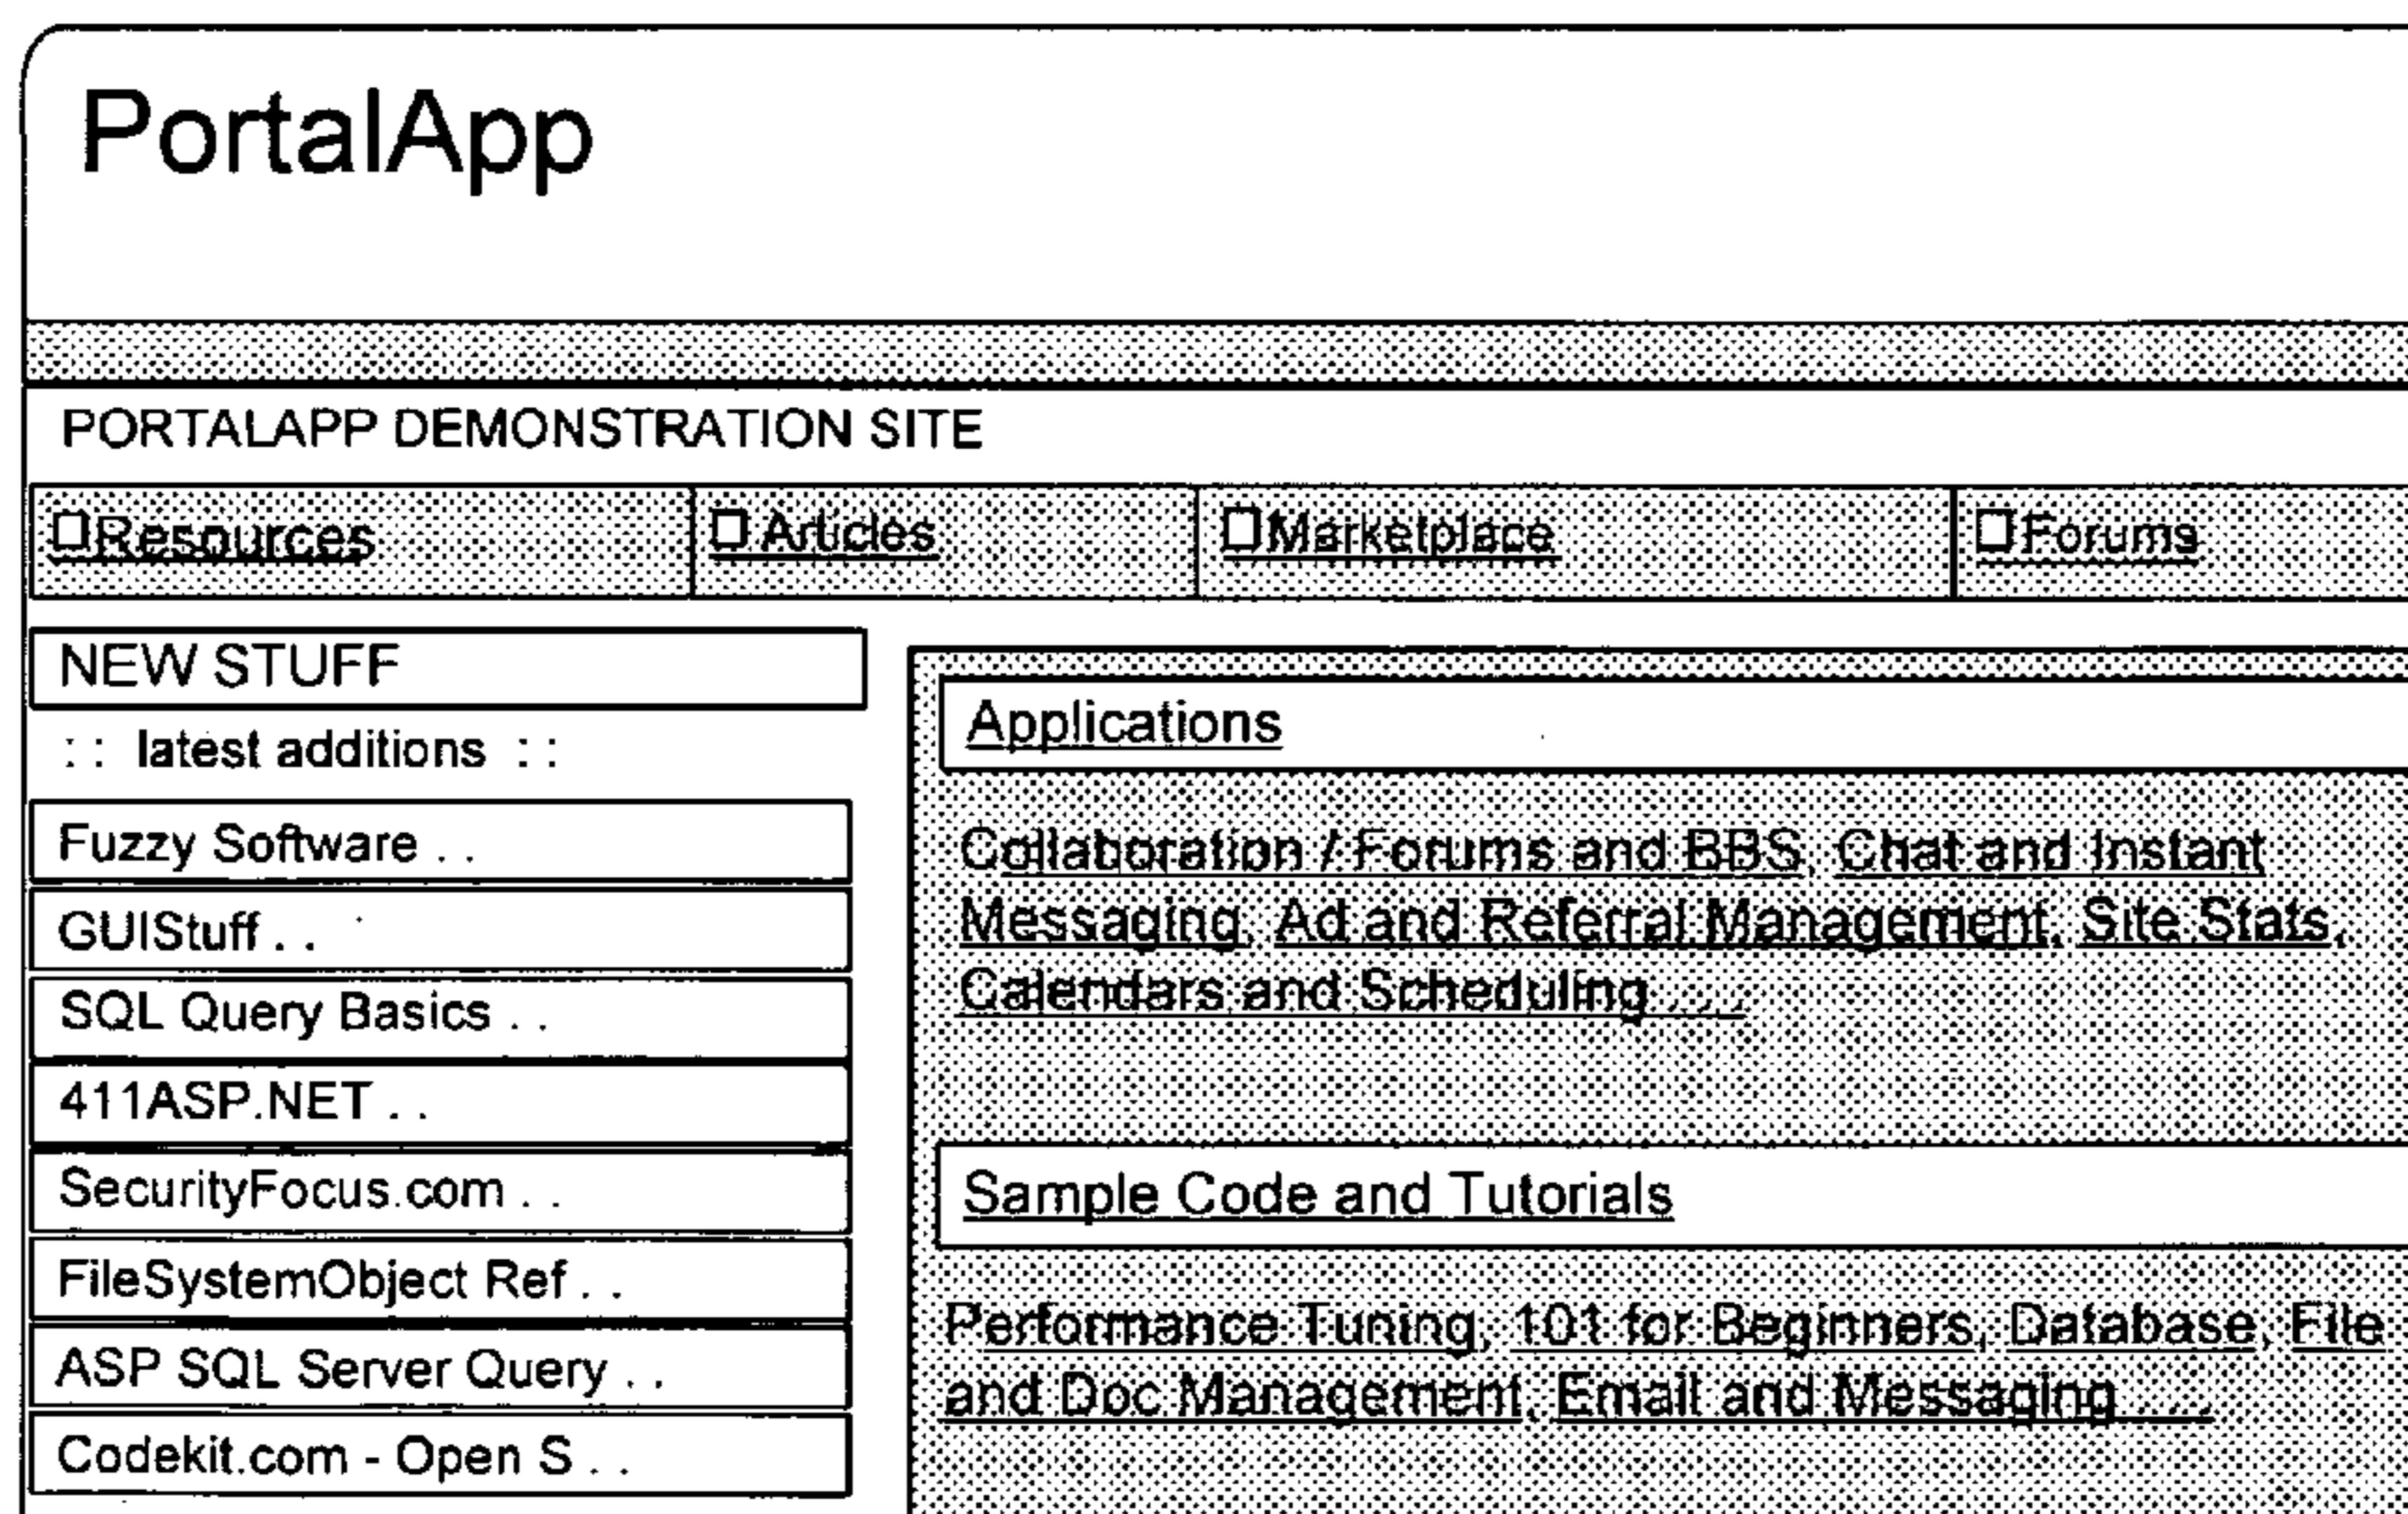 PortalApp
PORTALAPP DEMONSTRATION SITE
Resources Articles Marketplace Forums
NEW STUFF
:: latest additions ::
Fuzzy Software . .
GUIStuff . .
SQL Query Basics . .
411ASP.NET . .
SecurityFocus.com . .
FileSystemObject Ref . .
ASP SQL Server Query . .
Codekit.com - Open S . .
Applications
Collaboration / Forums and BBS, Chat and Instant
Messaging, Ad and Referral Management, Site Stats,
Calendars and Scheduling . . . .
Sample Code and Tutorials
Performance Tuning, 101 for Beginners, Database, File
and Doc Management, Email and Messaging . . . .